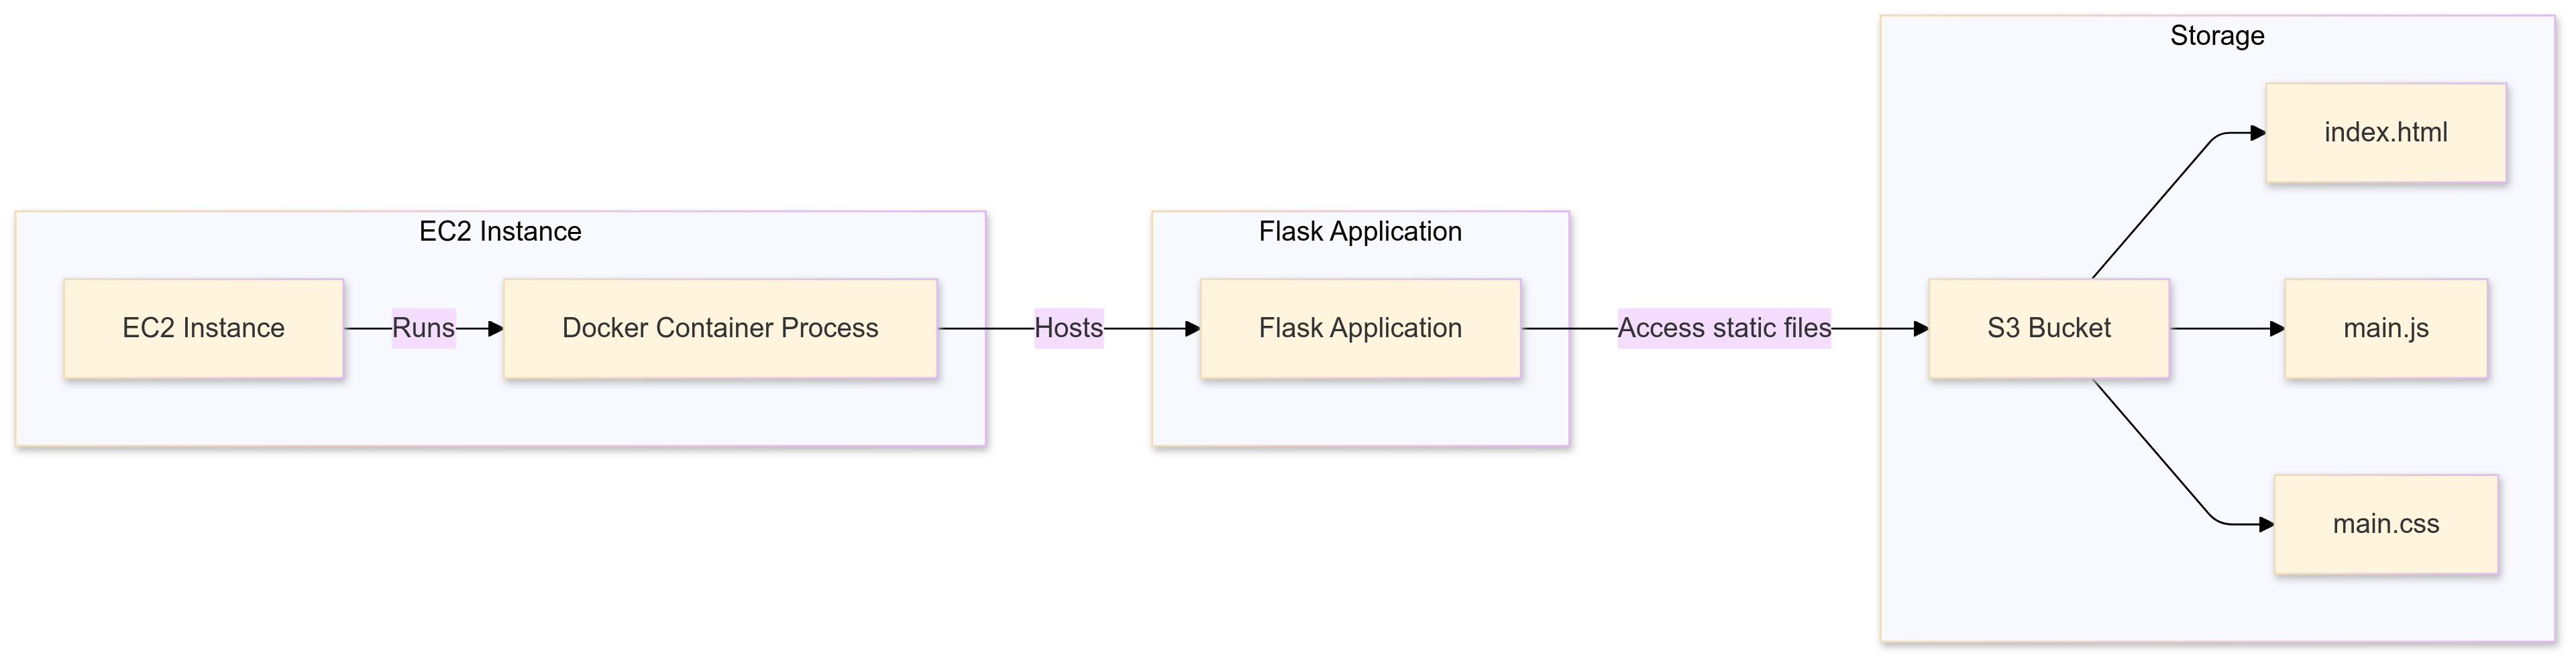 EC2 Instance
EC2 Instance
Runs
Docker Container Process
Hosts
Flask Application
Flask Application
Access static files
Storage
S3 Bucket
index.html
main.js
main.css